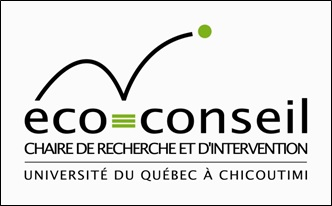 eco≡conseil
CHAIRE DE RECHERCHE ET D'INTERVENTION
UNIVERSITÉ DU QUÉBEC À CHICOUTIMI